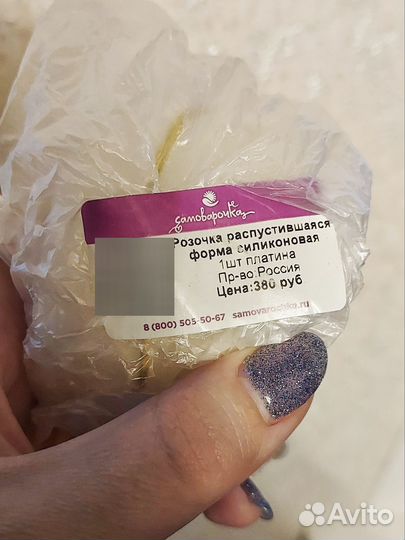 самоварочка
Розочка распустившаяся
форма силиконовая
1шт платина
Пр-во:Россия
Цена:380 руб
8 (800) 505-50-67 samovarochka.ru
Avito